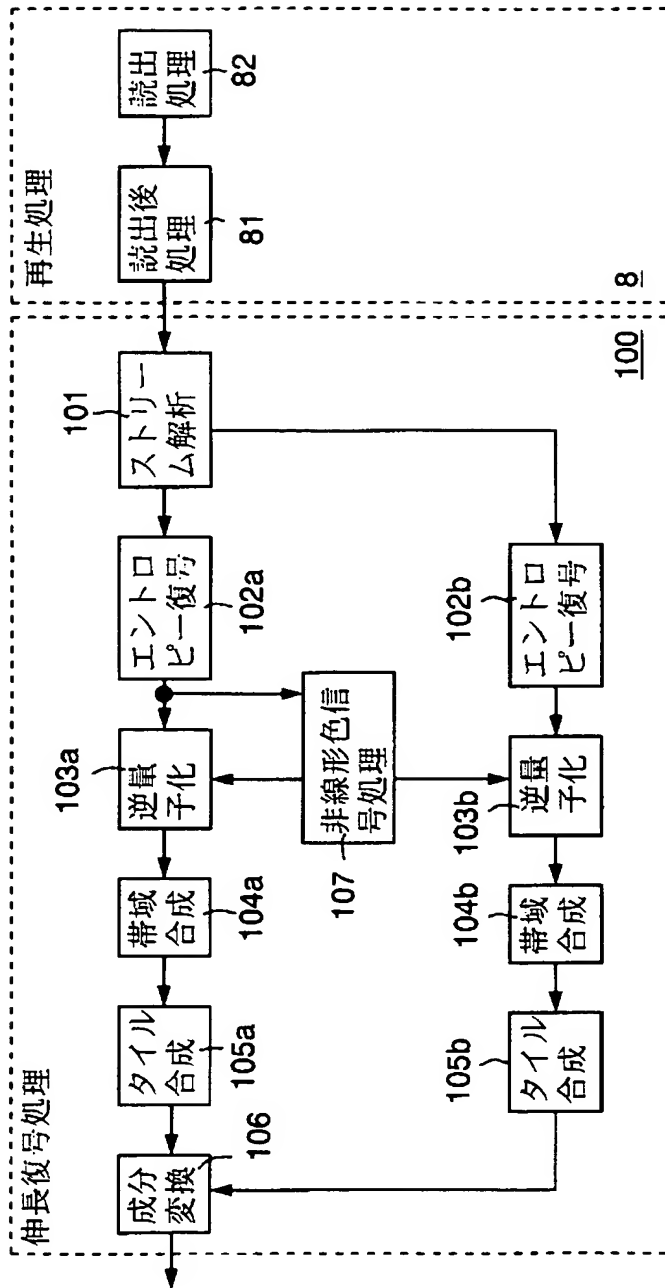 再生処理
読出
処理
82
読出後
処理
81
8
伸長復号処理
100
101
ストリー
ム解析
エントロ
ピー復号
102a
103a
逆量
子化
帯域
合成
104a
タイル
合成
105a
成分
変換
106
非線形色信
号処理
107
102b
エントロ
ピー復号
103b
逆量
子化
104b
帯域
合成
105b
タイル
合成